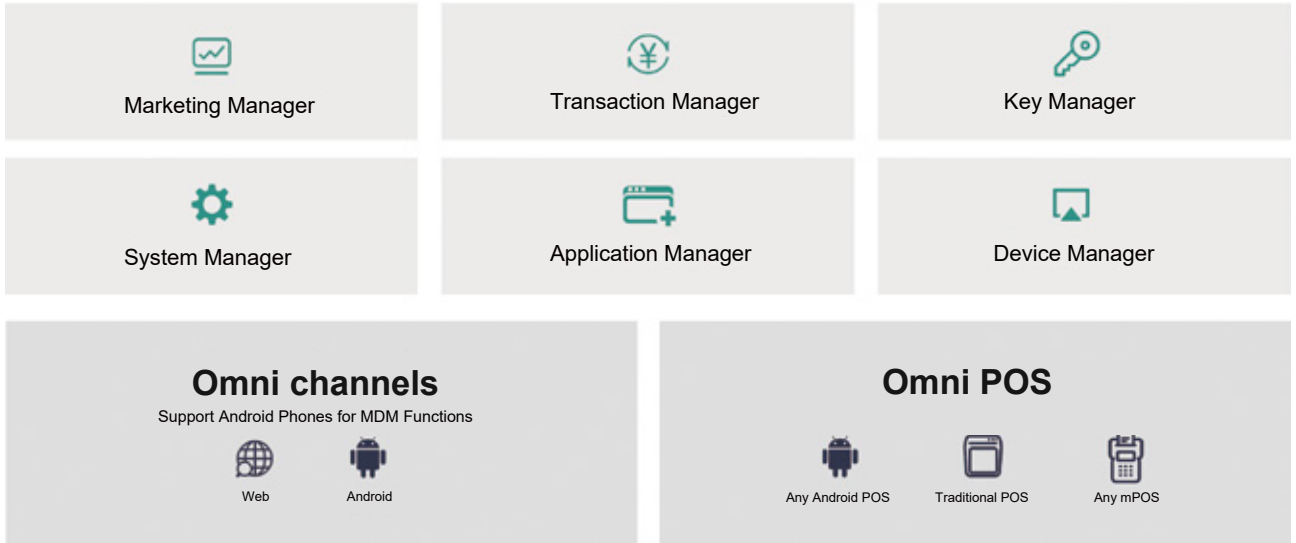 Marketing Manager
Transaction Manager
Key Manager
System Manager
Application Manager
Device Manager
Omni channels
Support Android Phones for MDM Functions
Web
Android
Omni POS
Any Android POS
Traditional POS
Any mPOS